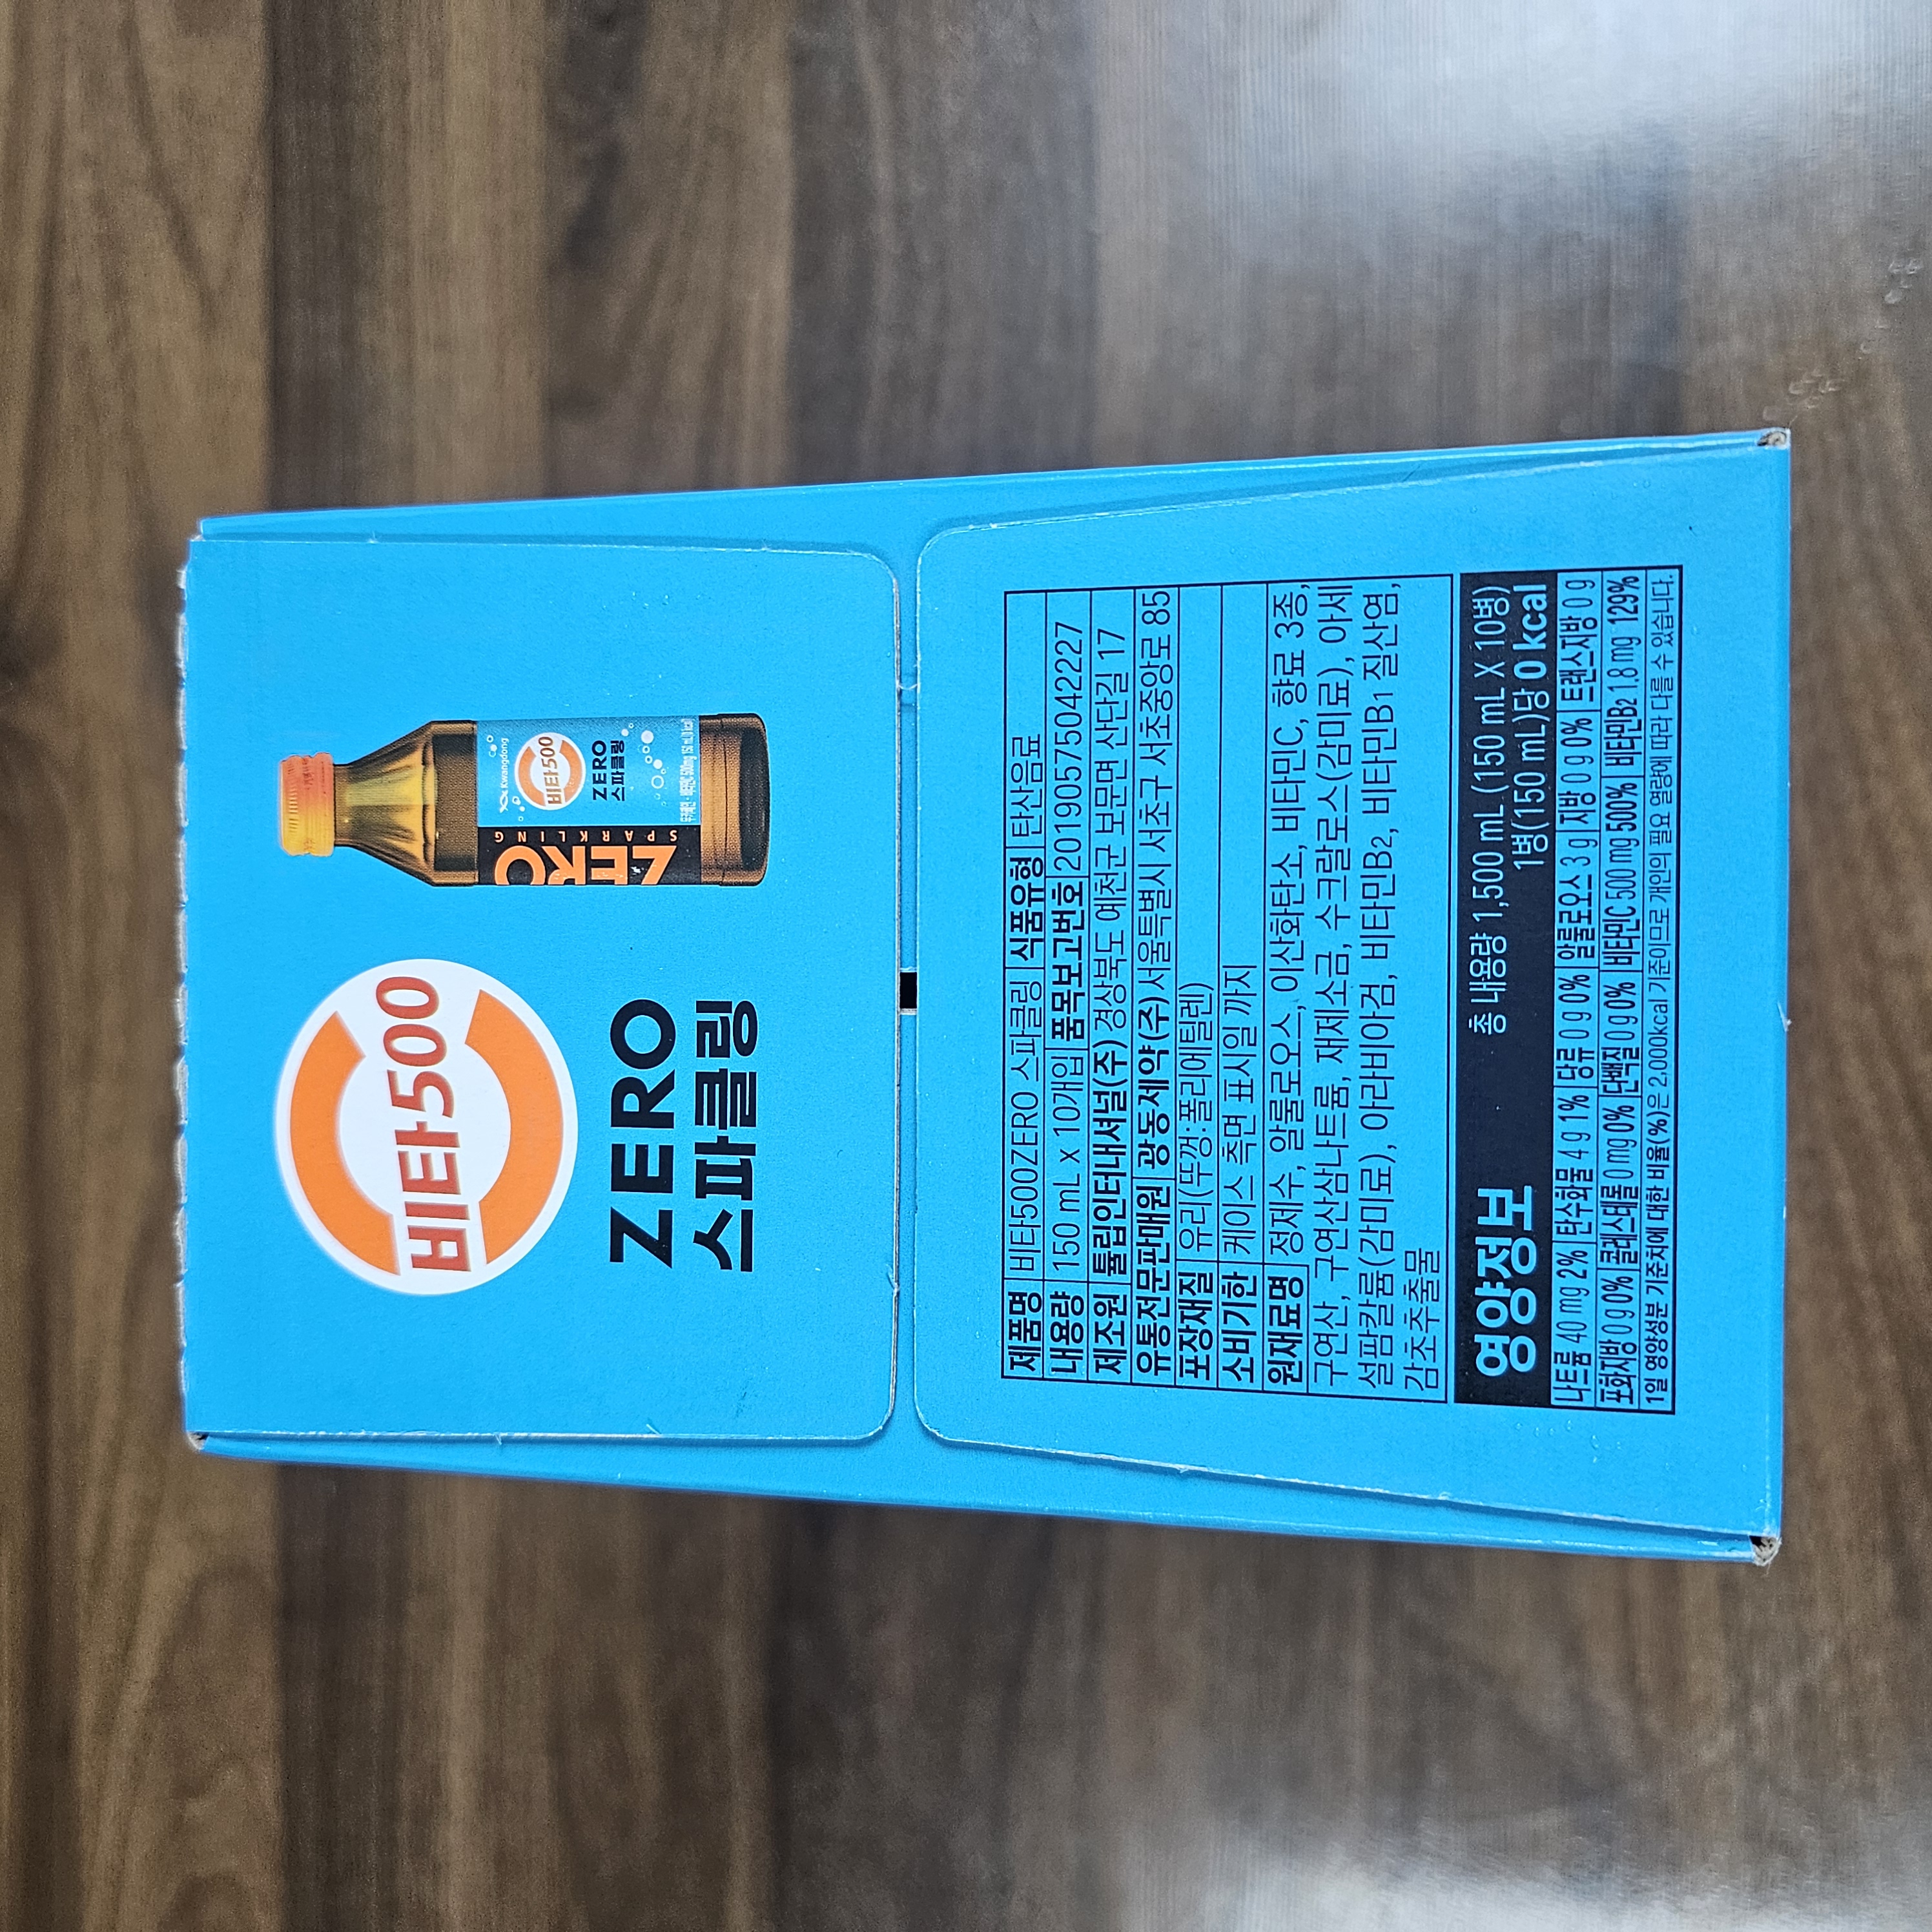 비타500
ZERO
스파클링
Kwangdong
비타500
ZERO
스파클링
ZERO
SPARKLING
제품명 비타500ZERO 스파클링 식품유형 탄산음료
내용량 150 mL x 10개입 품목보고번호 20190575042227
제조원 튤립인터내셔널(주) 경상북도 예천군 보문면 산단길 17
유통전문판매원 광동제약(주) 서울특별시 서초구 서초중앙로 85
포장재질 유리(뚜껑:폴리에틸렌)
소비기한 케이스 측면 표시일 까지
원재료명 정제수, 알룰로오스, 이산화탄소, 비타민C, 향료 3종,
구연산, 구연산삼나트륨, 재제소금, 수크랄로스(감미료), 아세
설팜칼륨(감미료), 아라비아검, 비타민B2, 비타민B1 질산염,
감초추출물
영양정보 총 내용량 1,500 mL (150 mL X 10병)
1병(150 mL)당 0 kcal
나트륨 40 mg 2% 탄수화물 4 g 1% 당류 0 g 0% 알룰로오스 3 g 지방 0 g 0% 트랜스지방 0 g
포화지방 0 g 0% 콜레스테롤 0 mg 0% 단백질 0 g 0% 비타민C 500 mg 500% 비타민B2 1.8 mg 129%
1일 영양성분 기준치에 대한 비율(%)은 2,000kcal 기준이므로 개인의 필요 열량에 따라 다를 수 있습니다.